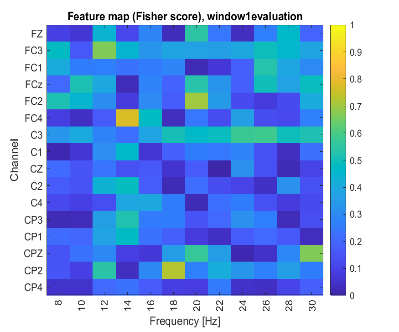 Feature map (Fisher score), window1evaluation
FZ
FC3
FC1
FCz
FC2
FC4
C3
C1
CZ
C2
C4
CP3
CP1
CPZ
CP2
CP4
Channel
8 10 12 14 16 18 20 22 24 26 28 30
Frequency [Hz]
1
0.9
0.8
0.7
0.6
0.5
0.4
0.3
0.2
0.1
0